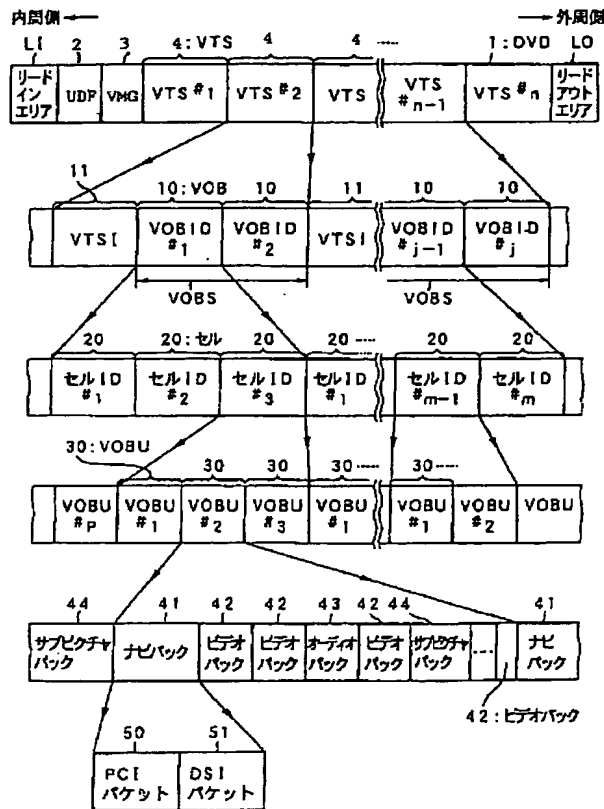 内周側 ← → 外周側
LI 2 3 4:VTS 4 4 ····· 1:DVD LO
リード
イン
エリア
UDF
VMG
VTS #1
VTS #2
VTS
VTS
#n-1
VTS #n
リード
アウト
エリア
11 10:VOB 10 11 10 10
VTSI
VOBID
#1
VOBID
#2
VTSI
VOBID
#j-1
VOBID
#j
VOBS
VOBS
20 20:セル 20 20 ···· 20 20
セルID
#1
セルID
#2
セルID
#3
セルID
#1
セルID
#m-1
セルID
#m
30:VOBU 30 30 30 ····· 30 ·····
VOBU
#P
VOBU
#1
VOBU
#2
VOBU
#3
VOBU
#1
VOBU
#1
VOBU
#2
VOBU
44 41 42 42 43 42 44 41
サブピクチャ
パック
ナビパック
ビデオ
パック
ビデオ
パック
オーディオ
パック
ビデオ
パック
サブピクチャ
パック
····
ナビ
パック
42:ビデオパック
50 51
PCI
パケット
DSI
パケット